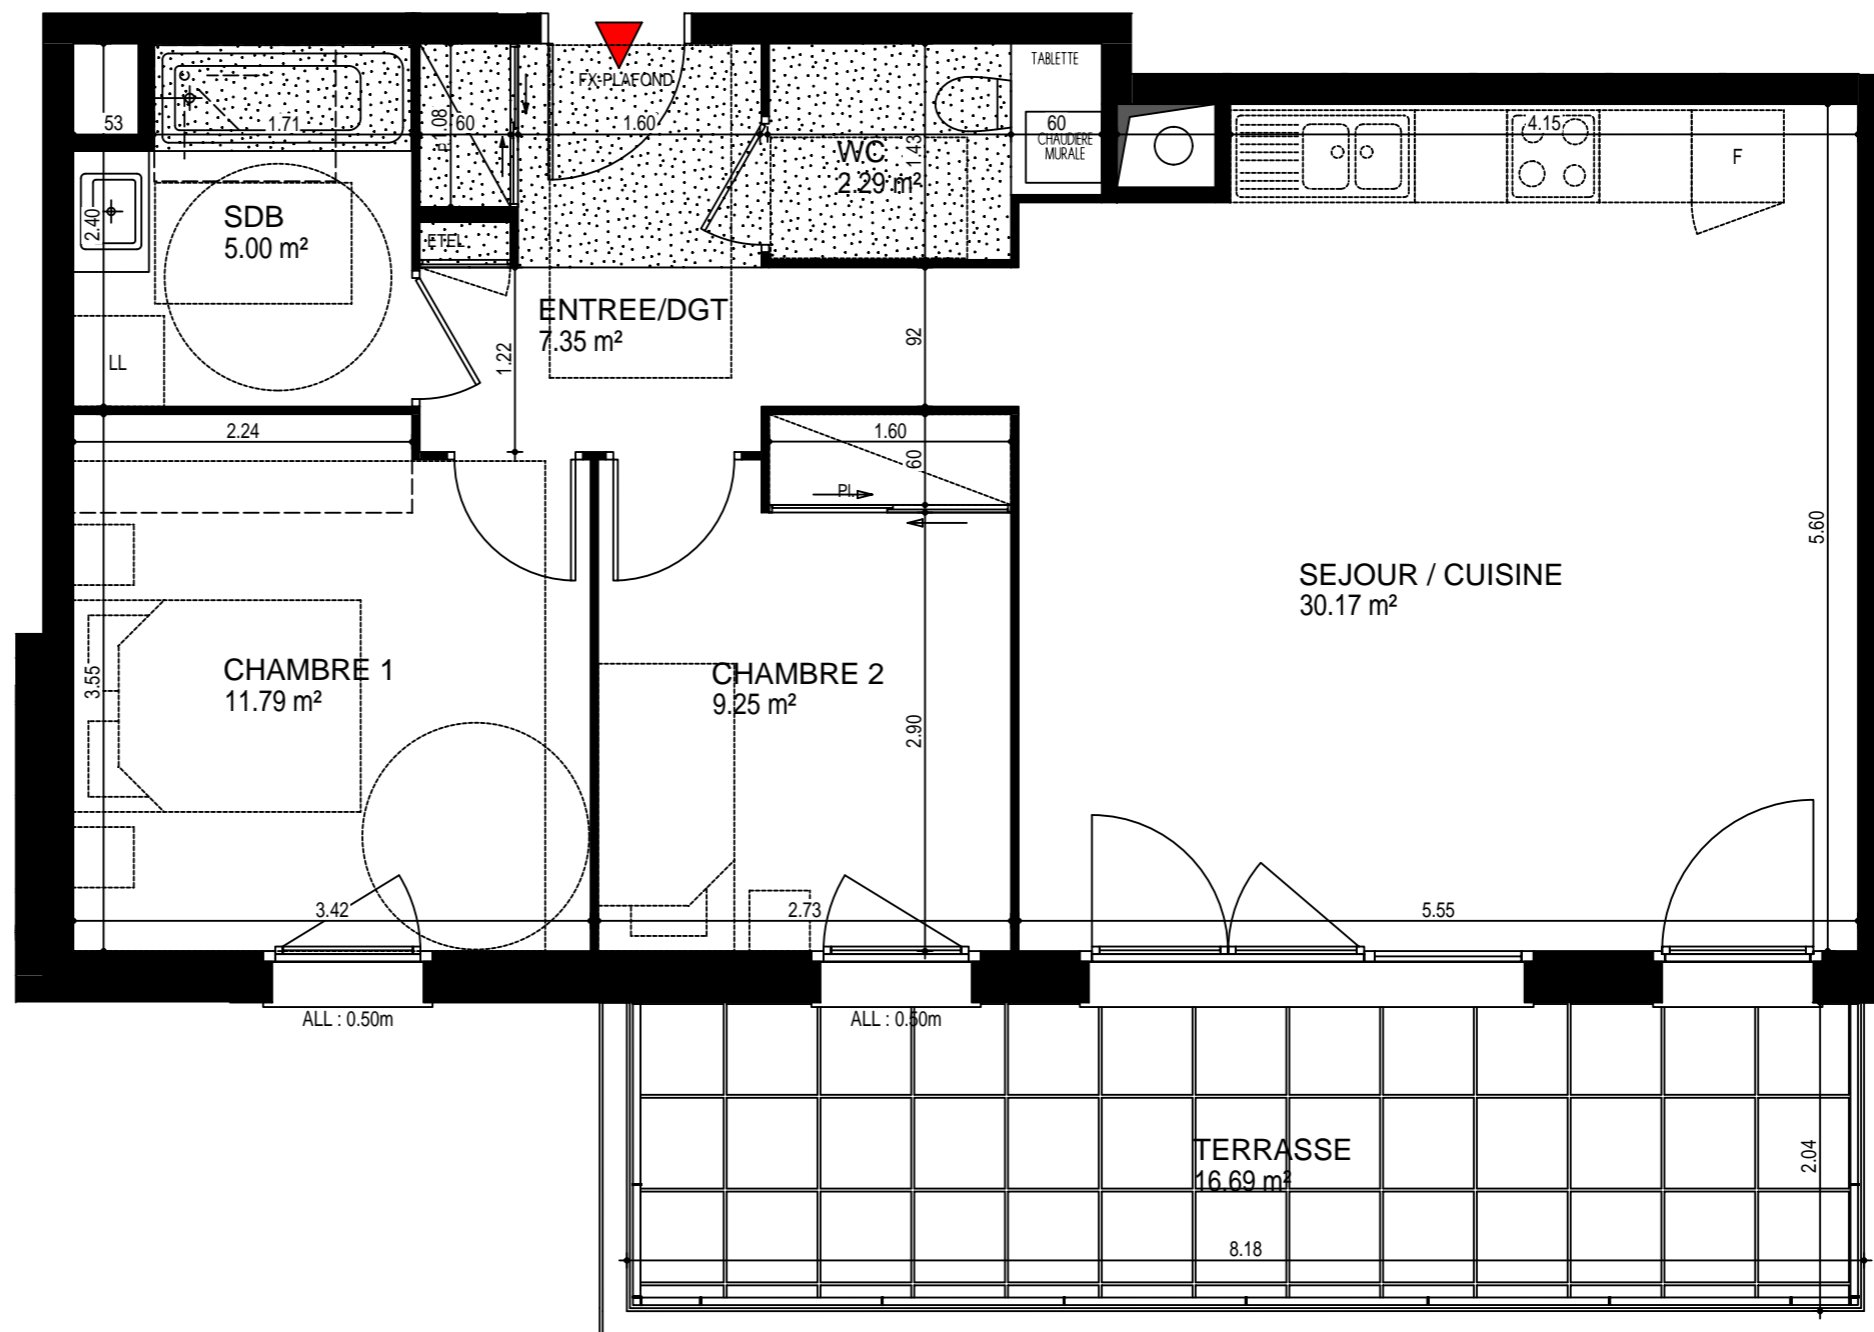 TABLETTE
FX-PLAFOND
53
1.71
1.08
60
1.60
1.43
60
CHAUDIERE
MURALE
4.15
WC
2.29 m²
F
2.40
SDB
5.00 m²
ETEL
ENTREE/DGT
7.35 m²
1.22
92
LL
2.24
1.60
60
Pl.
5.60
SEJOUR / CUISINE
30.17 m²
CHAMBRE 1
11.79 m²
3.55
CHAMBRE 2
9.25 m²
2.90
3.42
2.73
5.55
ALL : 0.50m
ALL : 0.50m
TERRASSE
16.69 m²
2.04
8.18